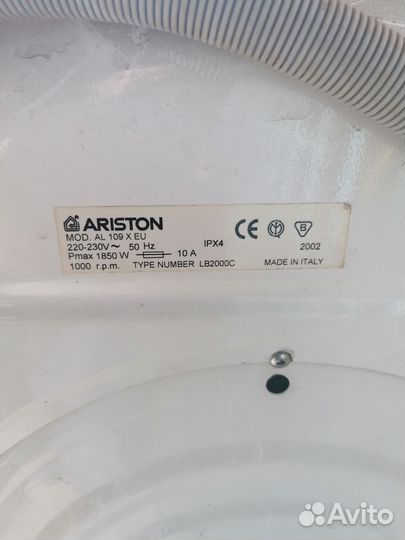 ARISTON
MOD. AL 109 X EU
220-230V~ 50 Hz IPX4 CE B 2002
Pmax 1850 W 10 A
1000 r.p.m. TYPE NUMBER LB2000C MADE IN ITALY
Avito